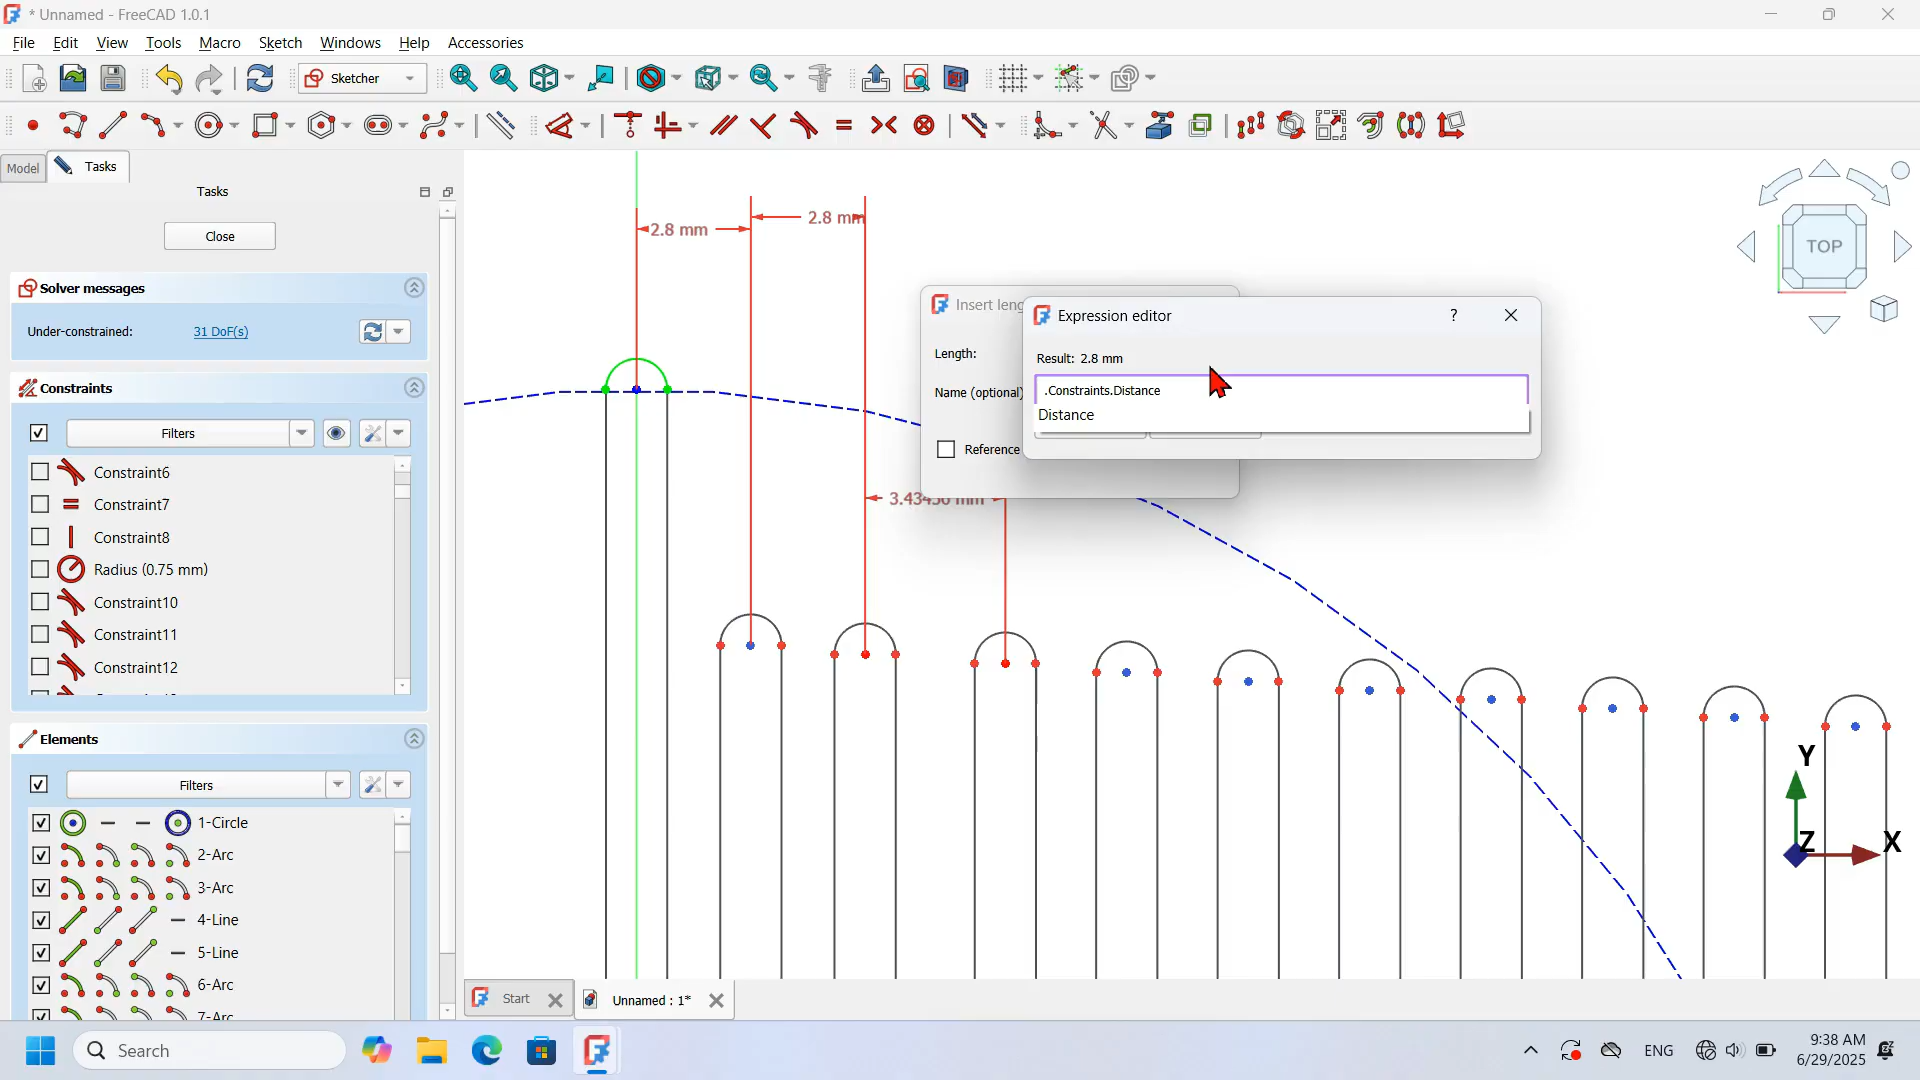 * Unnamed - FreeCAD 1.0.1
File Edit View Tools Macro Sketch Windows Help Accessories
Sketcher
Model Tasks
Tasks
Close
Solver messages
Under-constrained: 31 DoF(s)
Constraints
Filters
Constraint6
Constraint7
Constraint8
Radius (0.75 mm)
Constraint10
Constraint11
Constraint12
Elements
Filters
1-Circle
2-Arc
3-Arc
4-Line
5-Line
6-Arc
7-Arc
2.8 mm
2.8 mm
Insert leng
Length:
Name (optional)
Reference
Expression editor
?
Result: 2.8 mm
.Constraints.Distance
Distance
TOP
Y
Z
X
Start
Unnamed : 1*
Search
ENG
9:38 AM
6/29/2025